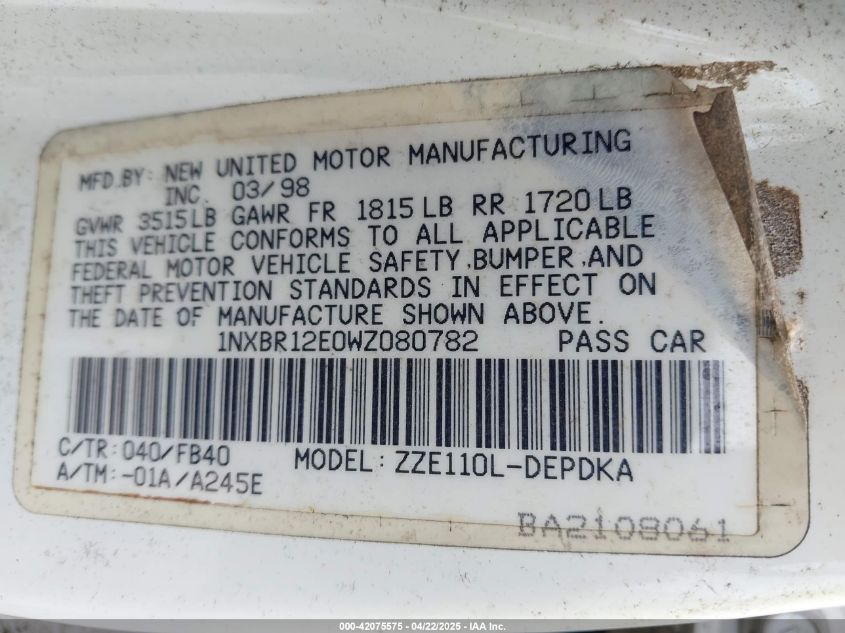 MFD.BY: NEW UNITED MOTOR MANUFACTURING
INC. 03/98
GVWR 3515LB GAWR FR 1815LB RR 1720LB
THIS VEHICLE CONFORMS TO ALL APPLICABLE
FEDERAL MOTOR VEHICLE SAFETY,BUMPER,AND
THEFT PREVENTION STANDARDS IN EFFECT ON
THE DATE OF MANUFACTURE SHOWN ABOVE.
1NXBR12E0WZ080782 PASS CAR
C/TR:040/FB40
A/TM:-01A/A245E
MODEL:ZZE110L-DEPDKA
BA2108061
000-42075575 - 04/22/2025 - IAA Inc.